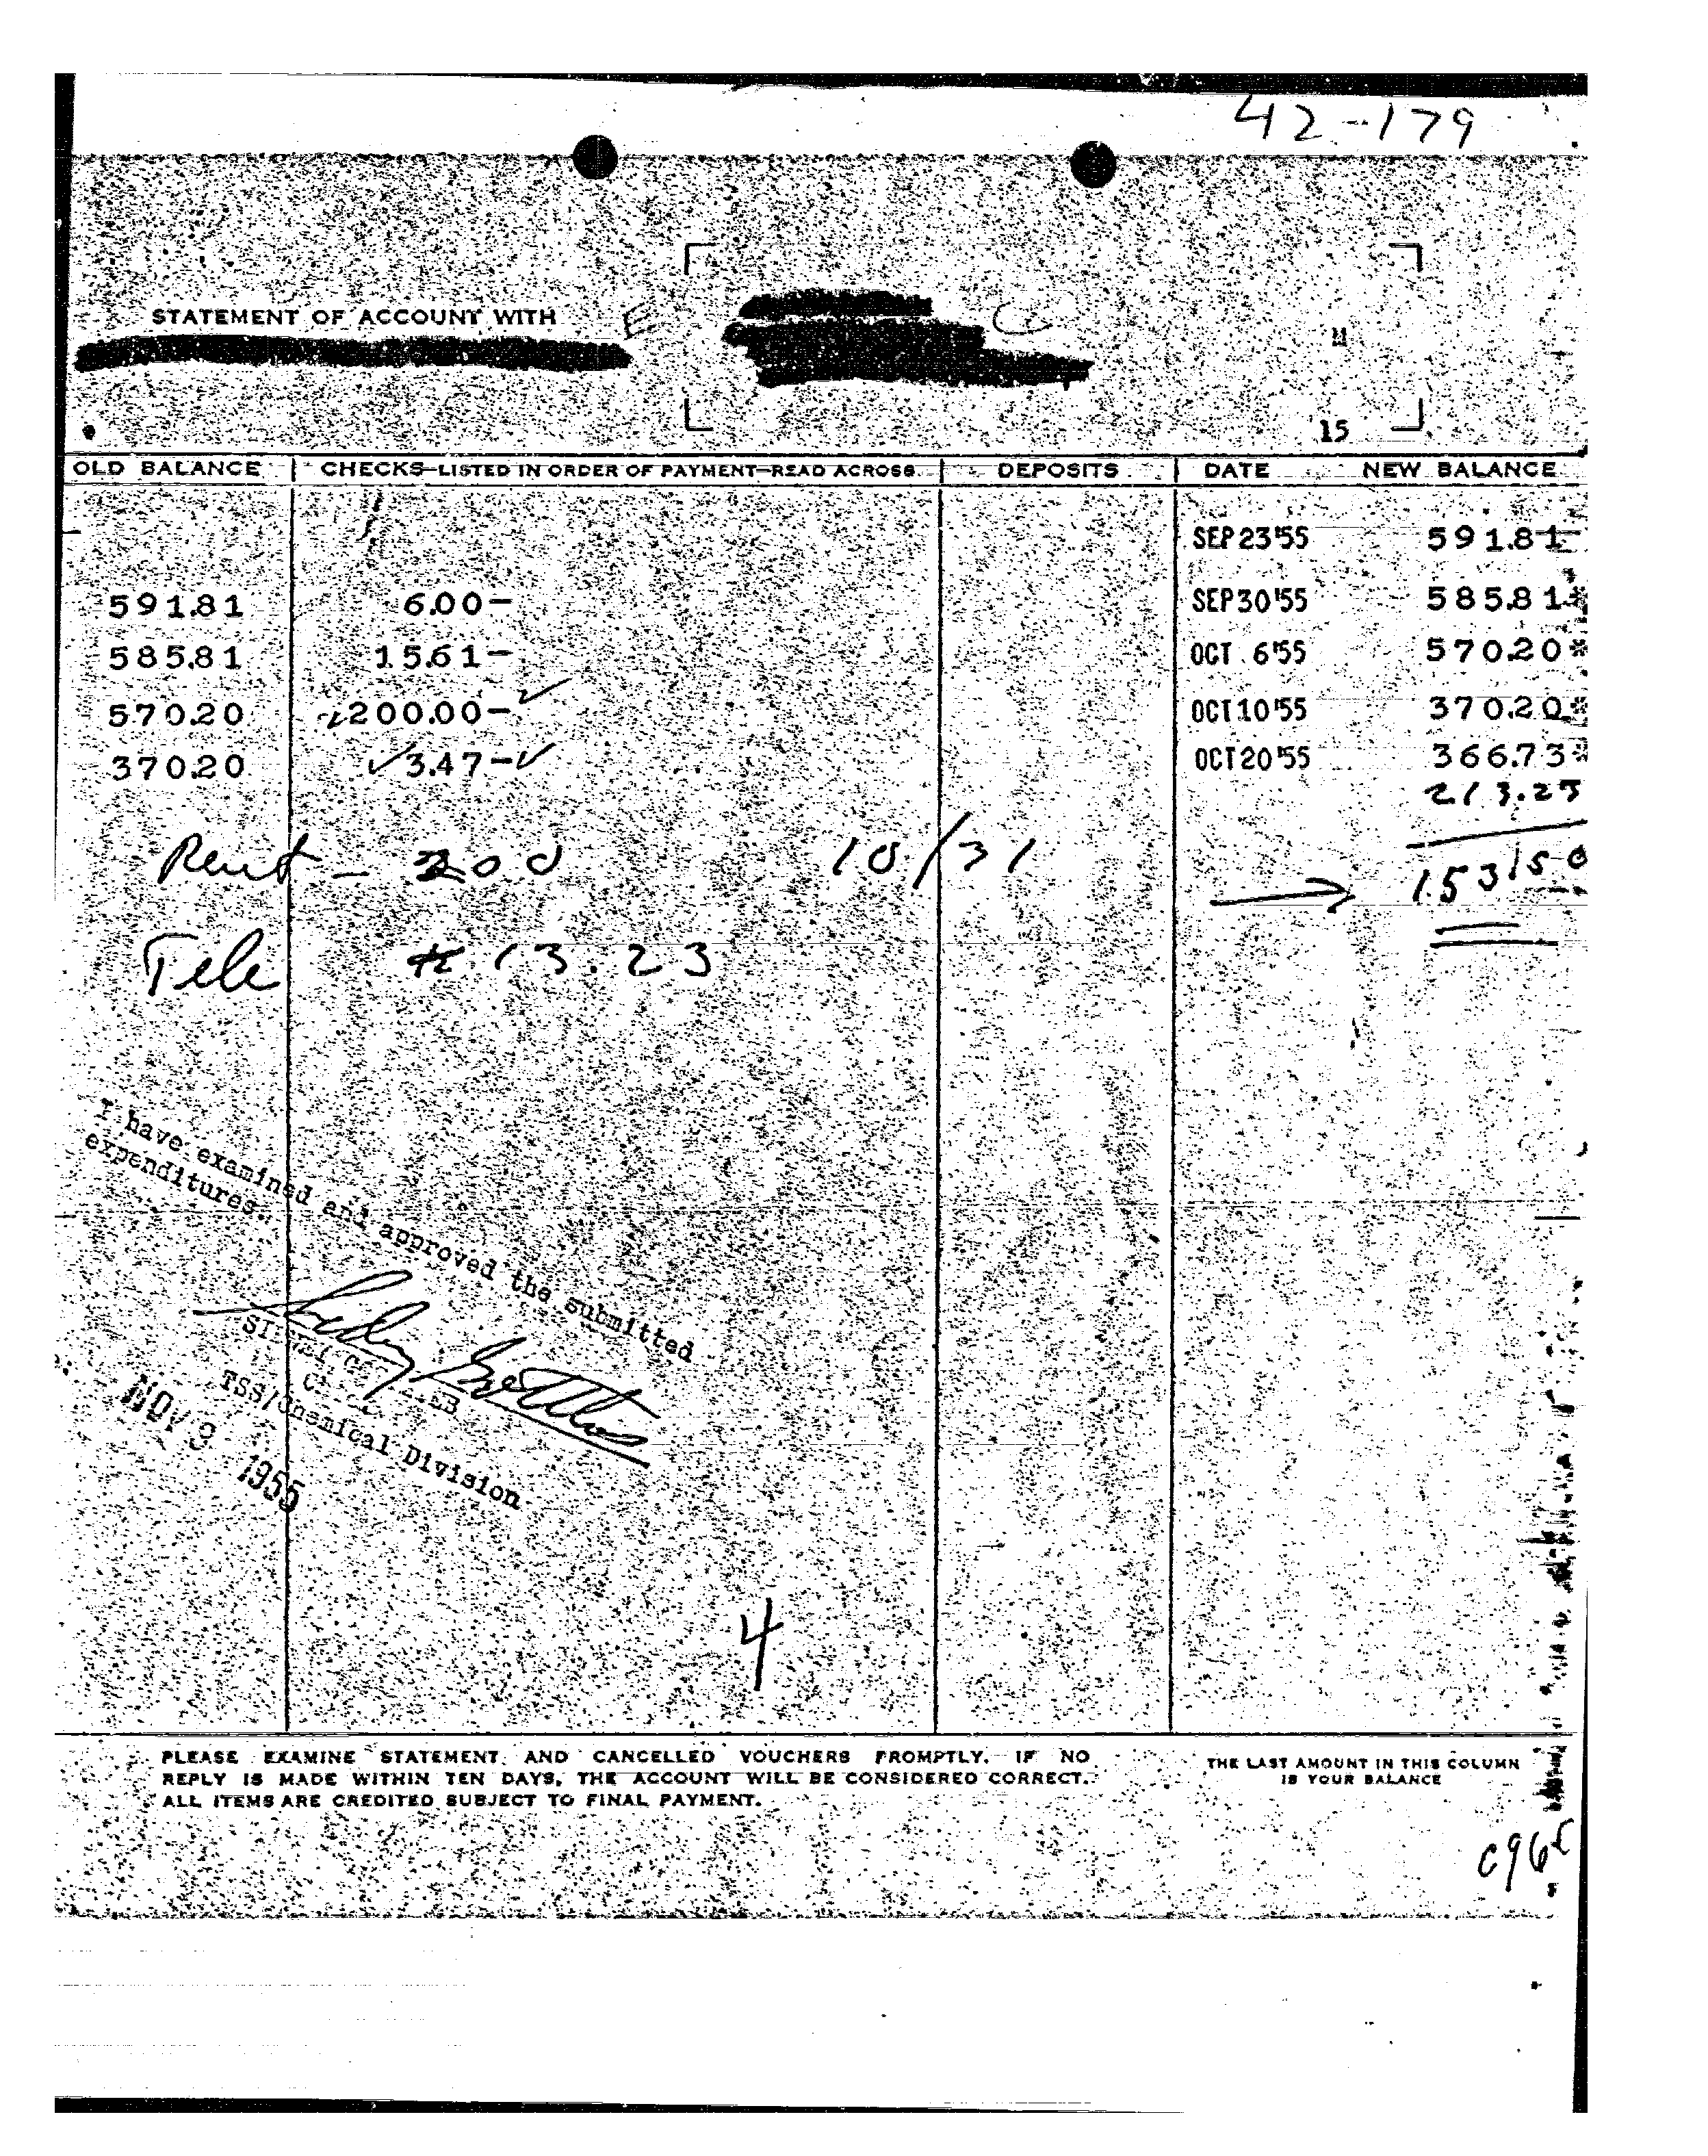 42-179
STATEMENT OF ACCOUNT WITH
E
C
15
OLD BALANCE CHECKS—LISTED IN ORDER OF PAYMENT—READ ACROSS DEPOSITS DATE NEW BALANCE
SEP 23'55 591.81
591.81 6.00- SEP 30'55 585.81*
585.81 15.61- OCT. 6'55 570.20*
570.20 200.00- ✓ OCT 10'55 370.20*
370.20 ✓ 3.47- ✓ OCT 20'55 366.73*
213.23
Rent - 200 10/31 → 153.50
Tele 13.23
I have examined and approved the submitted
expenditures.
Sidney Gottlieb
TSS/Chemical Division
NOV 9 1955
4
PLEASE EXAMINE STATEMENT AND CANCELLED VOUCHERS PROMPTLY. IF NO
REPLY IS MADE WITHIN TEN DAYS, THE ACCOUNT WILL BE CONSIDERED CORRECT.
ALL ITEMS ARE CREDITED SUBJECT TO FINAL PAYMENT.
THE LAST AMOUNT IN THIS COLUMN
IS YOUR BALANCE